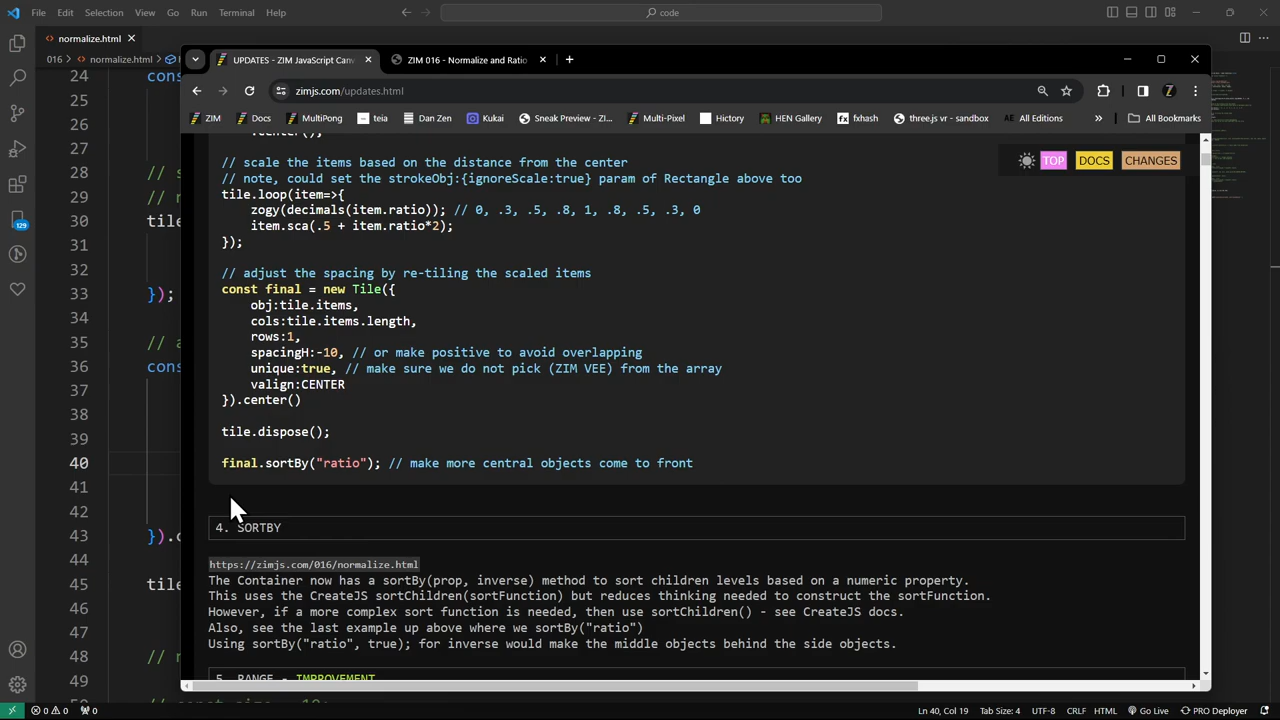 File Edit Selection View Go Run Terminal Help
code
normalize.html
016 > normalize.html >
24 const
25
26
27
28 // s
29 // n
30 tile
31
32
33 });
34
35 // a
36 const
37
38
39
40
41
42
43 }).c
44
45 tile
46
47
48 // n
49
129
UPDATES - ZIM JavaScript Canv
ZIM 016 - Normalize and Ratio
zimjs.com/updates.html
ZIM Docs MultiPong teia Dan Zen Kukai Sneak Preview - Z... Multi-Pixel History HEN Gallery fxhash three.js vr - sandbox All Editions » All Bookmarks
TOP DOCS CHANGES
.center();
// scale the items based on the distance from the center
// note, could set the strokeObj:{ignoreScale:true} param of Rectangle above too
tile.loop(item=>{
zogy(decimals(item.ratio)); // 0, .3, .5, .8, 1, .8, .5, .3, 0
item.sca(.5 + item.ratio*2);
});
// adjust the spacing by re-tiling the scaled items
const final = new Tile({
obj:tile.items,
cols:tile.items.length,
rows:1,
spacingH:-10, // or make positive to avoid overlapping
unique:true, // make sure we do not pick (ZIM VEE) from the array
valign:CENTER
}).center()
tile.dispose();
final.sortBy("ratio"); // make more central objects come to front
4. SORTBY
https://zimjs.com/016/normalize.html
The Container now has a sortBy(prop, inverse) method to sort children levels based on a numeric property.
This uses the CreateJS sortChildren(sortFunction) but reduces thinking needed to construct the sortFunction.
However, if a more complex sort function is needed, then use sortChildren() - see CreateJS docs.
Also, see the last example up above where we sortBy("ratio")
Using sortBy("ratio", true); for inverse would make the middle objects behind the side objects.
5. RANGE - IMPROVEMENT
0 0 0 Ln 40, Col 19 Tab Size: 4 UTF-8 CRLF HTML Go Live PRO Deployer